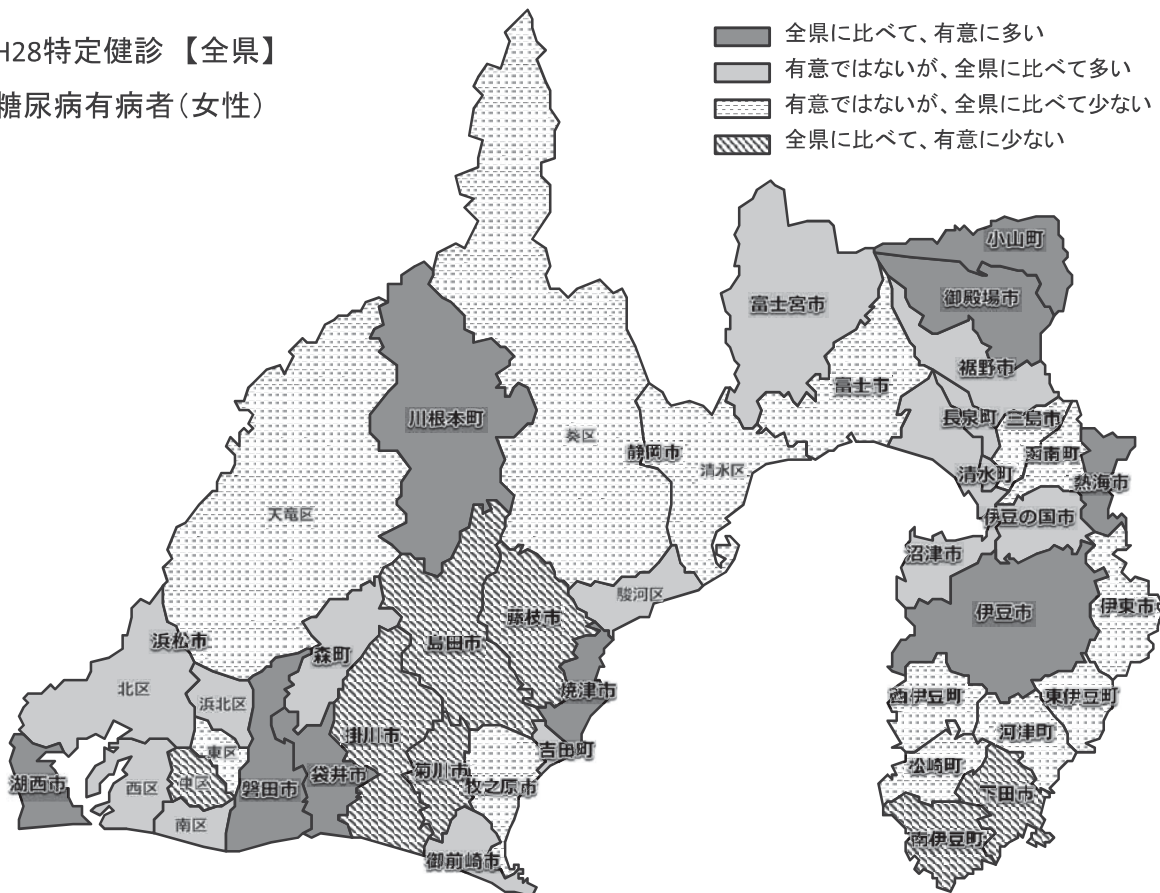 H28特定健診 【全県】
糖尿病有病者(女性)
全県に比べて、有意に多い
有意ではないが、全県に比べて多い
有意ではないが、全県に比べて少ない
全県に比べて、有意に少ない
小山町
御殿場市
富士宮市
裾野市
富士市
川根本町
長泉町
三島市
葵区
静岡市
函南町
清水区
清水町
熱海市
天竜区
伊豆の国市
沼津市
駿河区
藤枝市
伊豆市
伊東市
浜松市
島田市
森町
北区
焼津市
西伊豆町
東伊豆町
浜北区
掛川市
河津町
東区
吉田町
菊川市
松崎町
湖西市
西区
中区
磐田市
袋井市
牧之原市
下田市
南区
南伊豆町
御前崎市